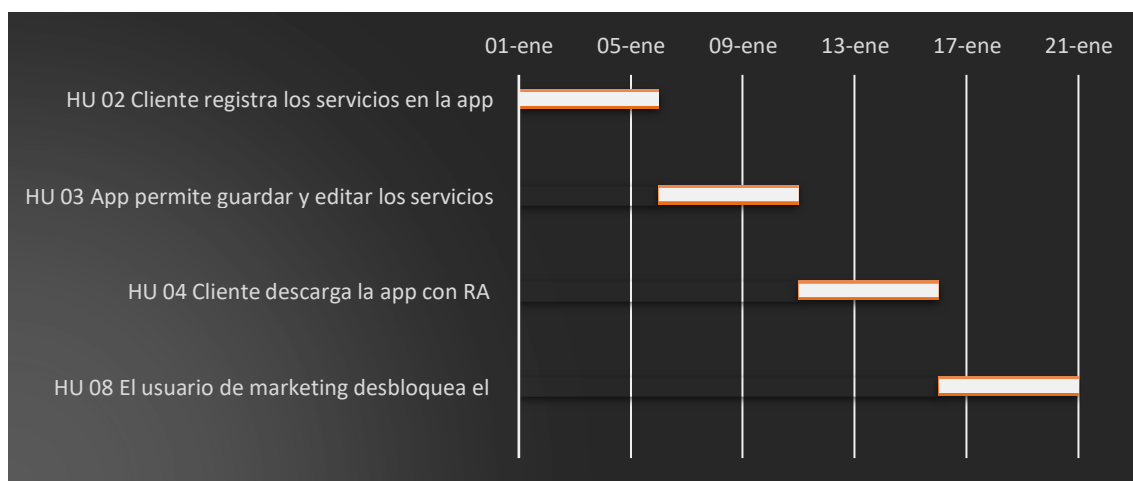 01-ene 05-ene 09-ene 13-ene 17-ene 21-ene
HU 02 Cliente registra los servicios en la app
HU 03 App permite guardar y editar los servicios
HU 04 Cliente descarga la app con RA
HU 08 El usuario de marketing desbloquea el